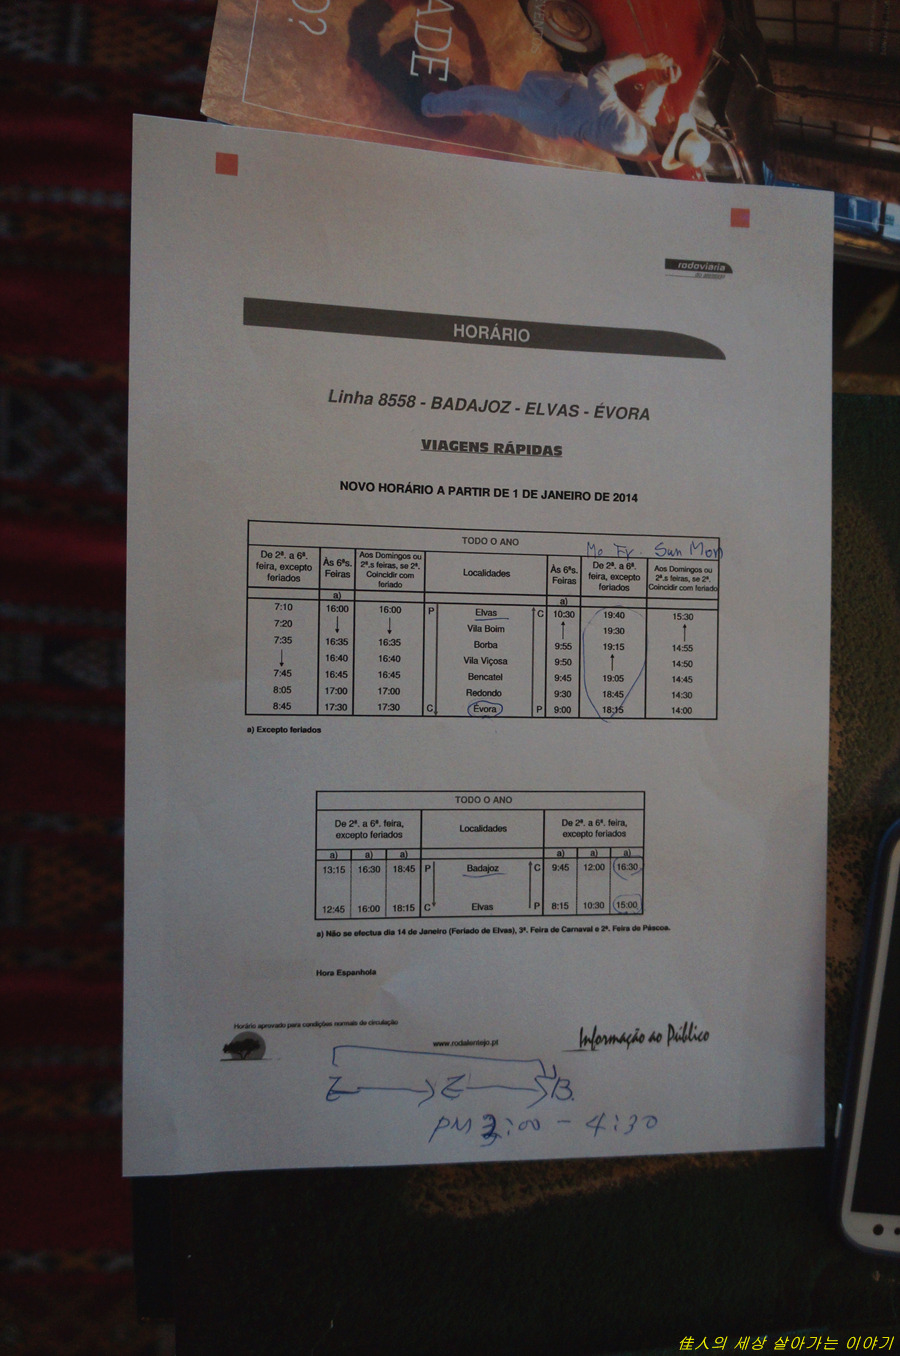 ADE
O?
rodoviaria
HORÁRIO
Linha 8558 - BADAJOZ - ELVAS - ÉVORA
VIAGENS RÁPIDAS
NOVO HORÁRIO A PARTIR DE 1 DE JANEIRO DE 2014
Mo Fr. Sun Mon
TODO O ANO
De 2ª. a 6ª. feira, excepto feriados | Às 6ªs. Feiras | Aos Domingos ou 2ª.s feiras, se 2ª. Coincidir com feriado | Localidades | Às 6ªs. Feiras | De 2ª. a 6ª. feira, excepto feriados | Aos Domingos ou 2ª.s feiras, se 2ª. Coincidir com feriado
a) a)
7:10 16:00 16:00 P Elvas C 10:30 19:40 15:30
7:20 Vila Boim 19:30
7:35 16:35 16:35 Borba 9:55 19:15 14:55
16:40 16:40 Vila Viçosa 9:50 14:50
7:45 16:45 16:45 Bencatel 9:45 19:05 14:45
8:05 17:00 17:00 Redondo 9:30 18:45 14:30
8:45 17:30 17:30 C Évora P 9:00 18:15 14:00
a) Excepto feriados
TODO O ANO
De 2ª. a 6ª. feira, excepto feriados | Localidades | De 2ª. a 6ª. feira, excepto feriados
a) a) a) a) a) a)
13:15 16:30 18:45 P Badajoz C 9:45 12:00 16:30
12:45 16:00 18:15 C Elvas P 8:15 10:30 15:00
a) Não se efectua dia 14 de Janeiro (Feriado de Elvas), 3ª. Feira de Carnaval e 2ª. Feira de Páscoa.
Hora Espanhola
Horário aprovado para condições normais de circulação
www.rodalentejo.pt
Informação ao Público
E E B.
PM 3:00 - 4:30
佳人의 세상 살아가는 이야기